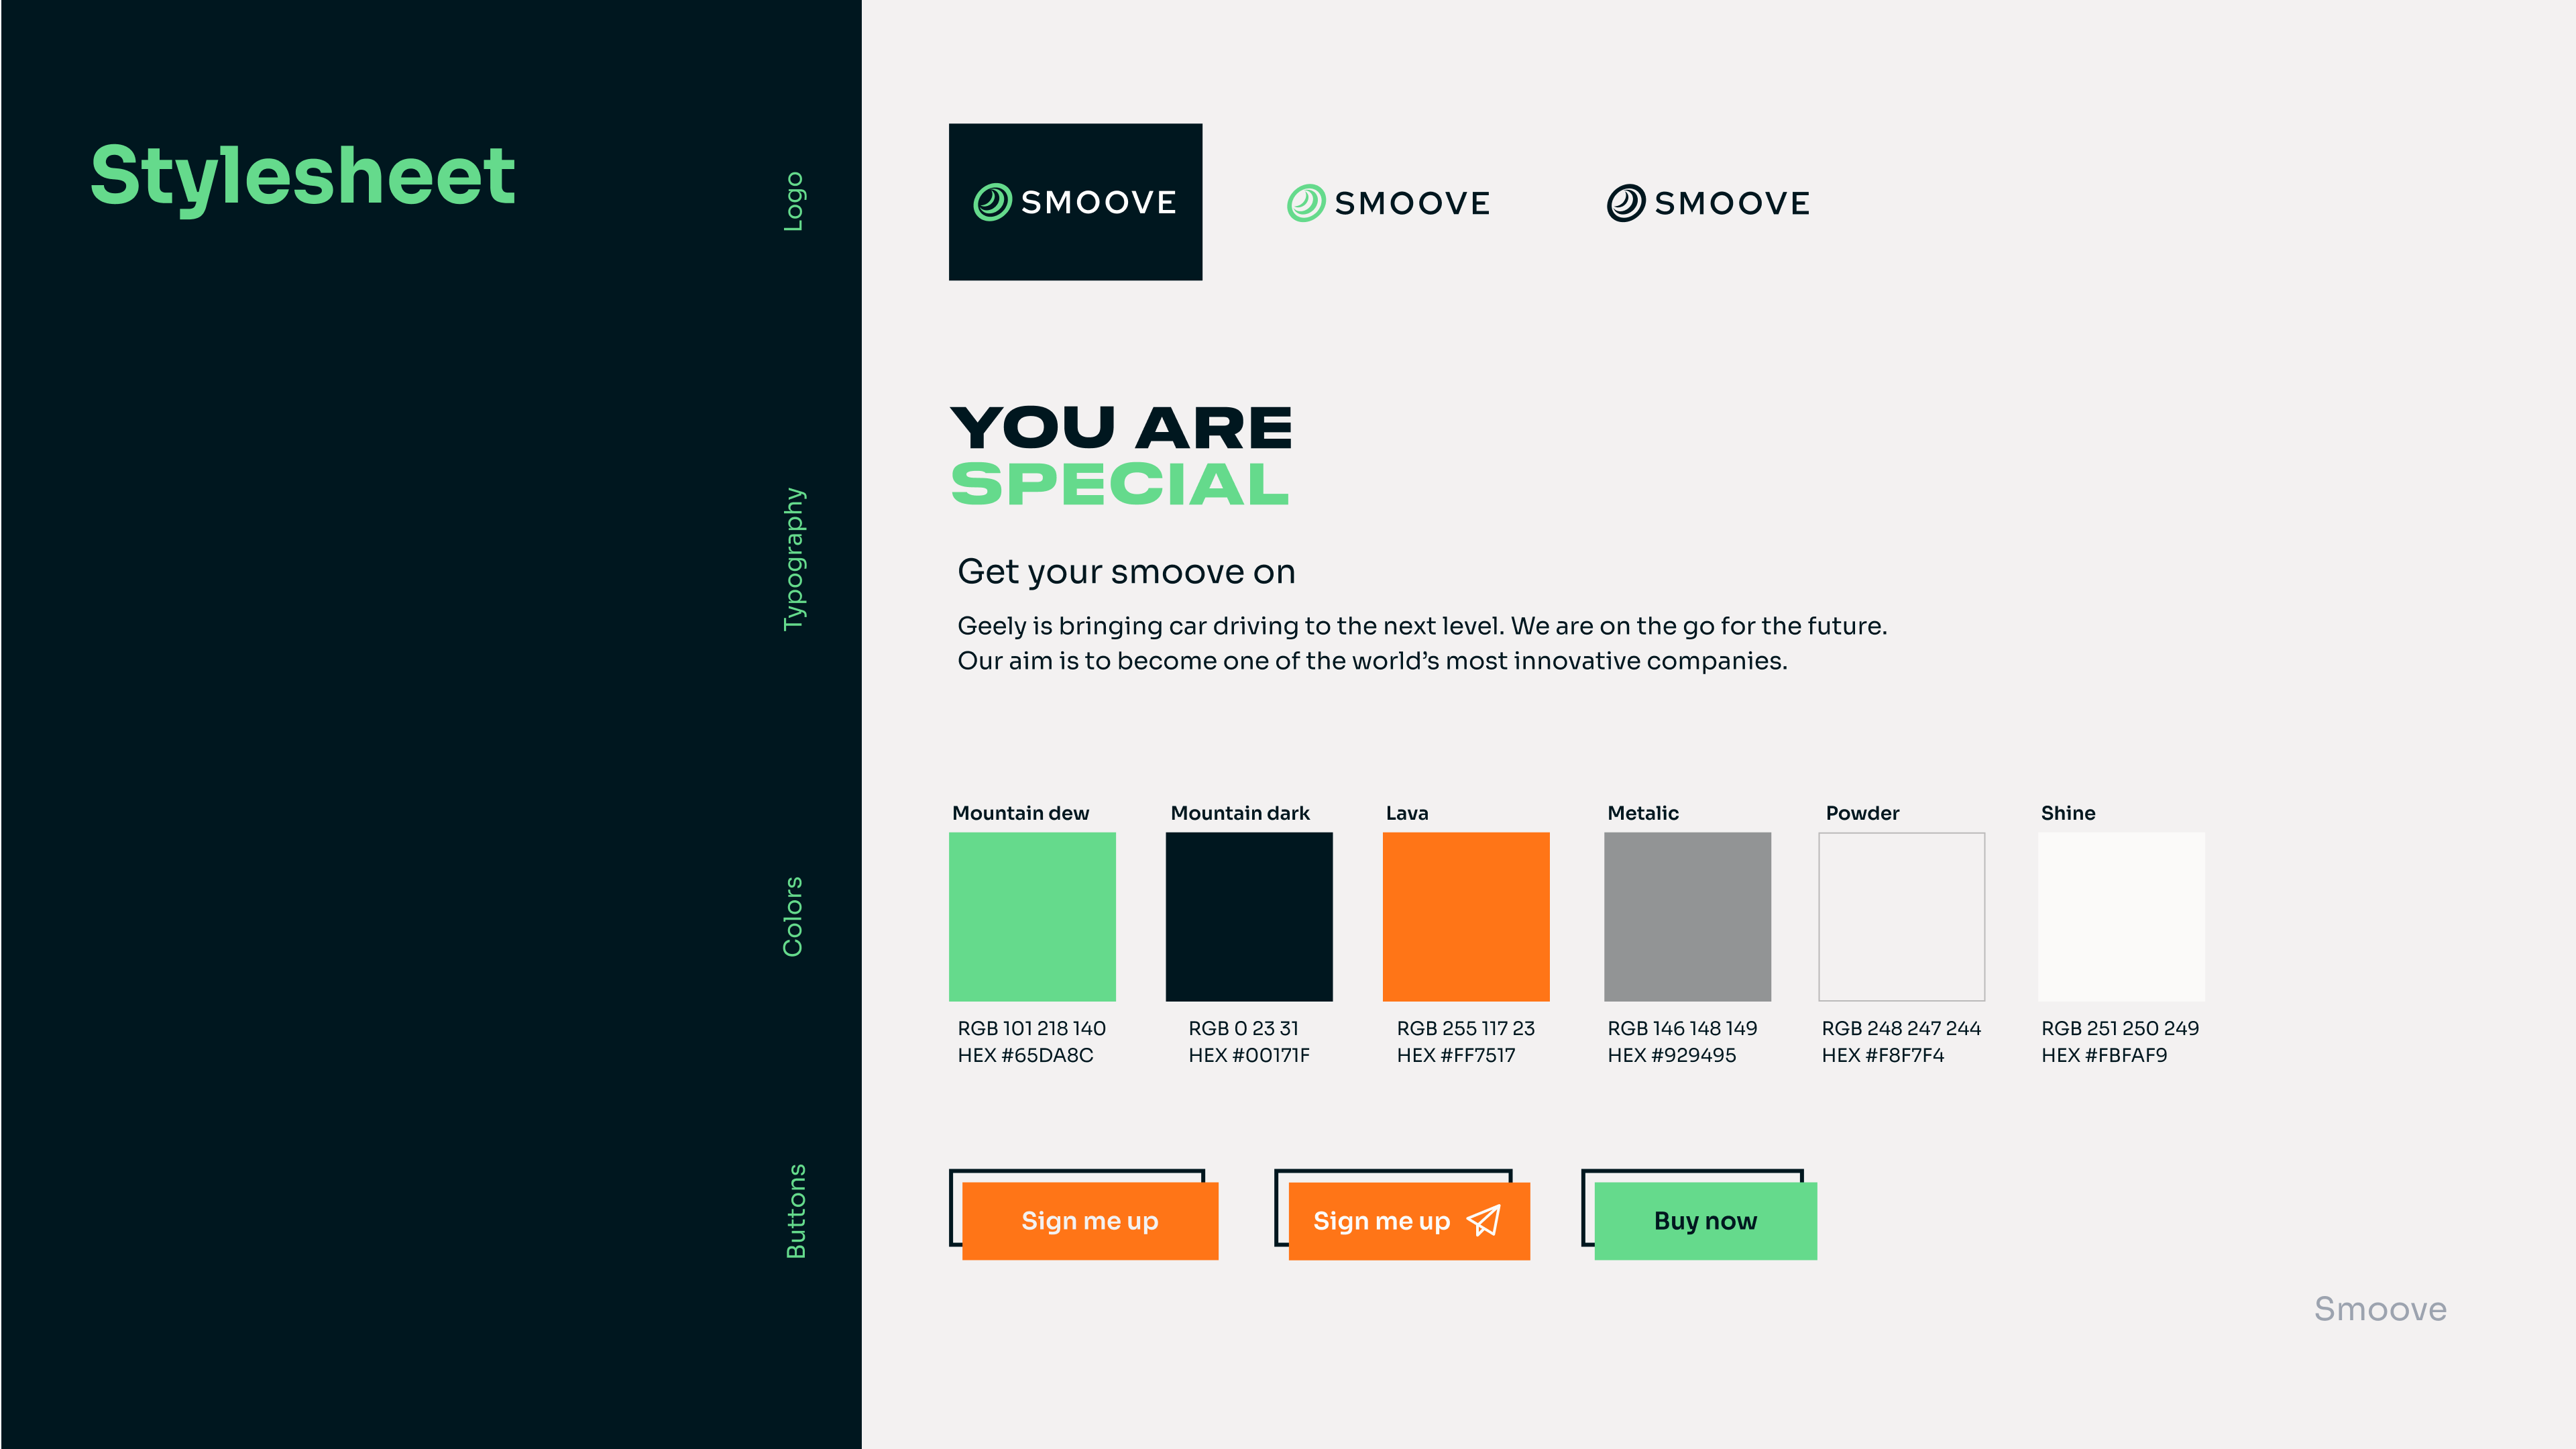 Stylesheet
Logo
SMOOVE
SMOOVE
SMOOVE
Typography
YOU ARE
SPECIAL
Get your smoove on
Geely is bringing car driving to the next level. We are on the go for the future.
Our aim is to become one of the world’s most innovative companies.
Colors
Mountain dew
RGB 101 218 140
HEX #65DA8C
Mountain dark
RGB 0 23 31
HEX #00171F
Lava
RGB 255 117 23
HEX #FF7517
Metalic
RGB 146 148 149
HEX #929495
Powder
RGB 248 247 244
HEX #F8F7F4
Shine
RGB 251 250 249
HEX #FBFAF9
Buttons
Sign me up
Sign me up
Buy now
Smoove